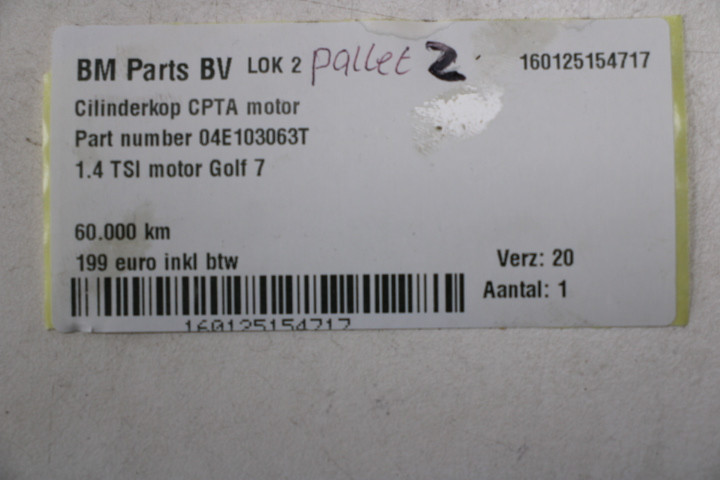 BM Parts BV LOK 2 pallet 2 160125154717
Cilinderkop CPTA motor
Part number 04E103063T
1.4 TSI motor Golf 7
60.000 km
199 euro inkl btw Verz: 20
Aantal: 1
160125154717